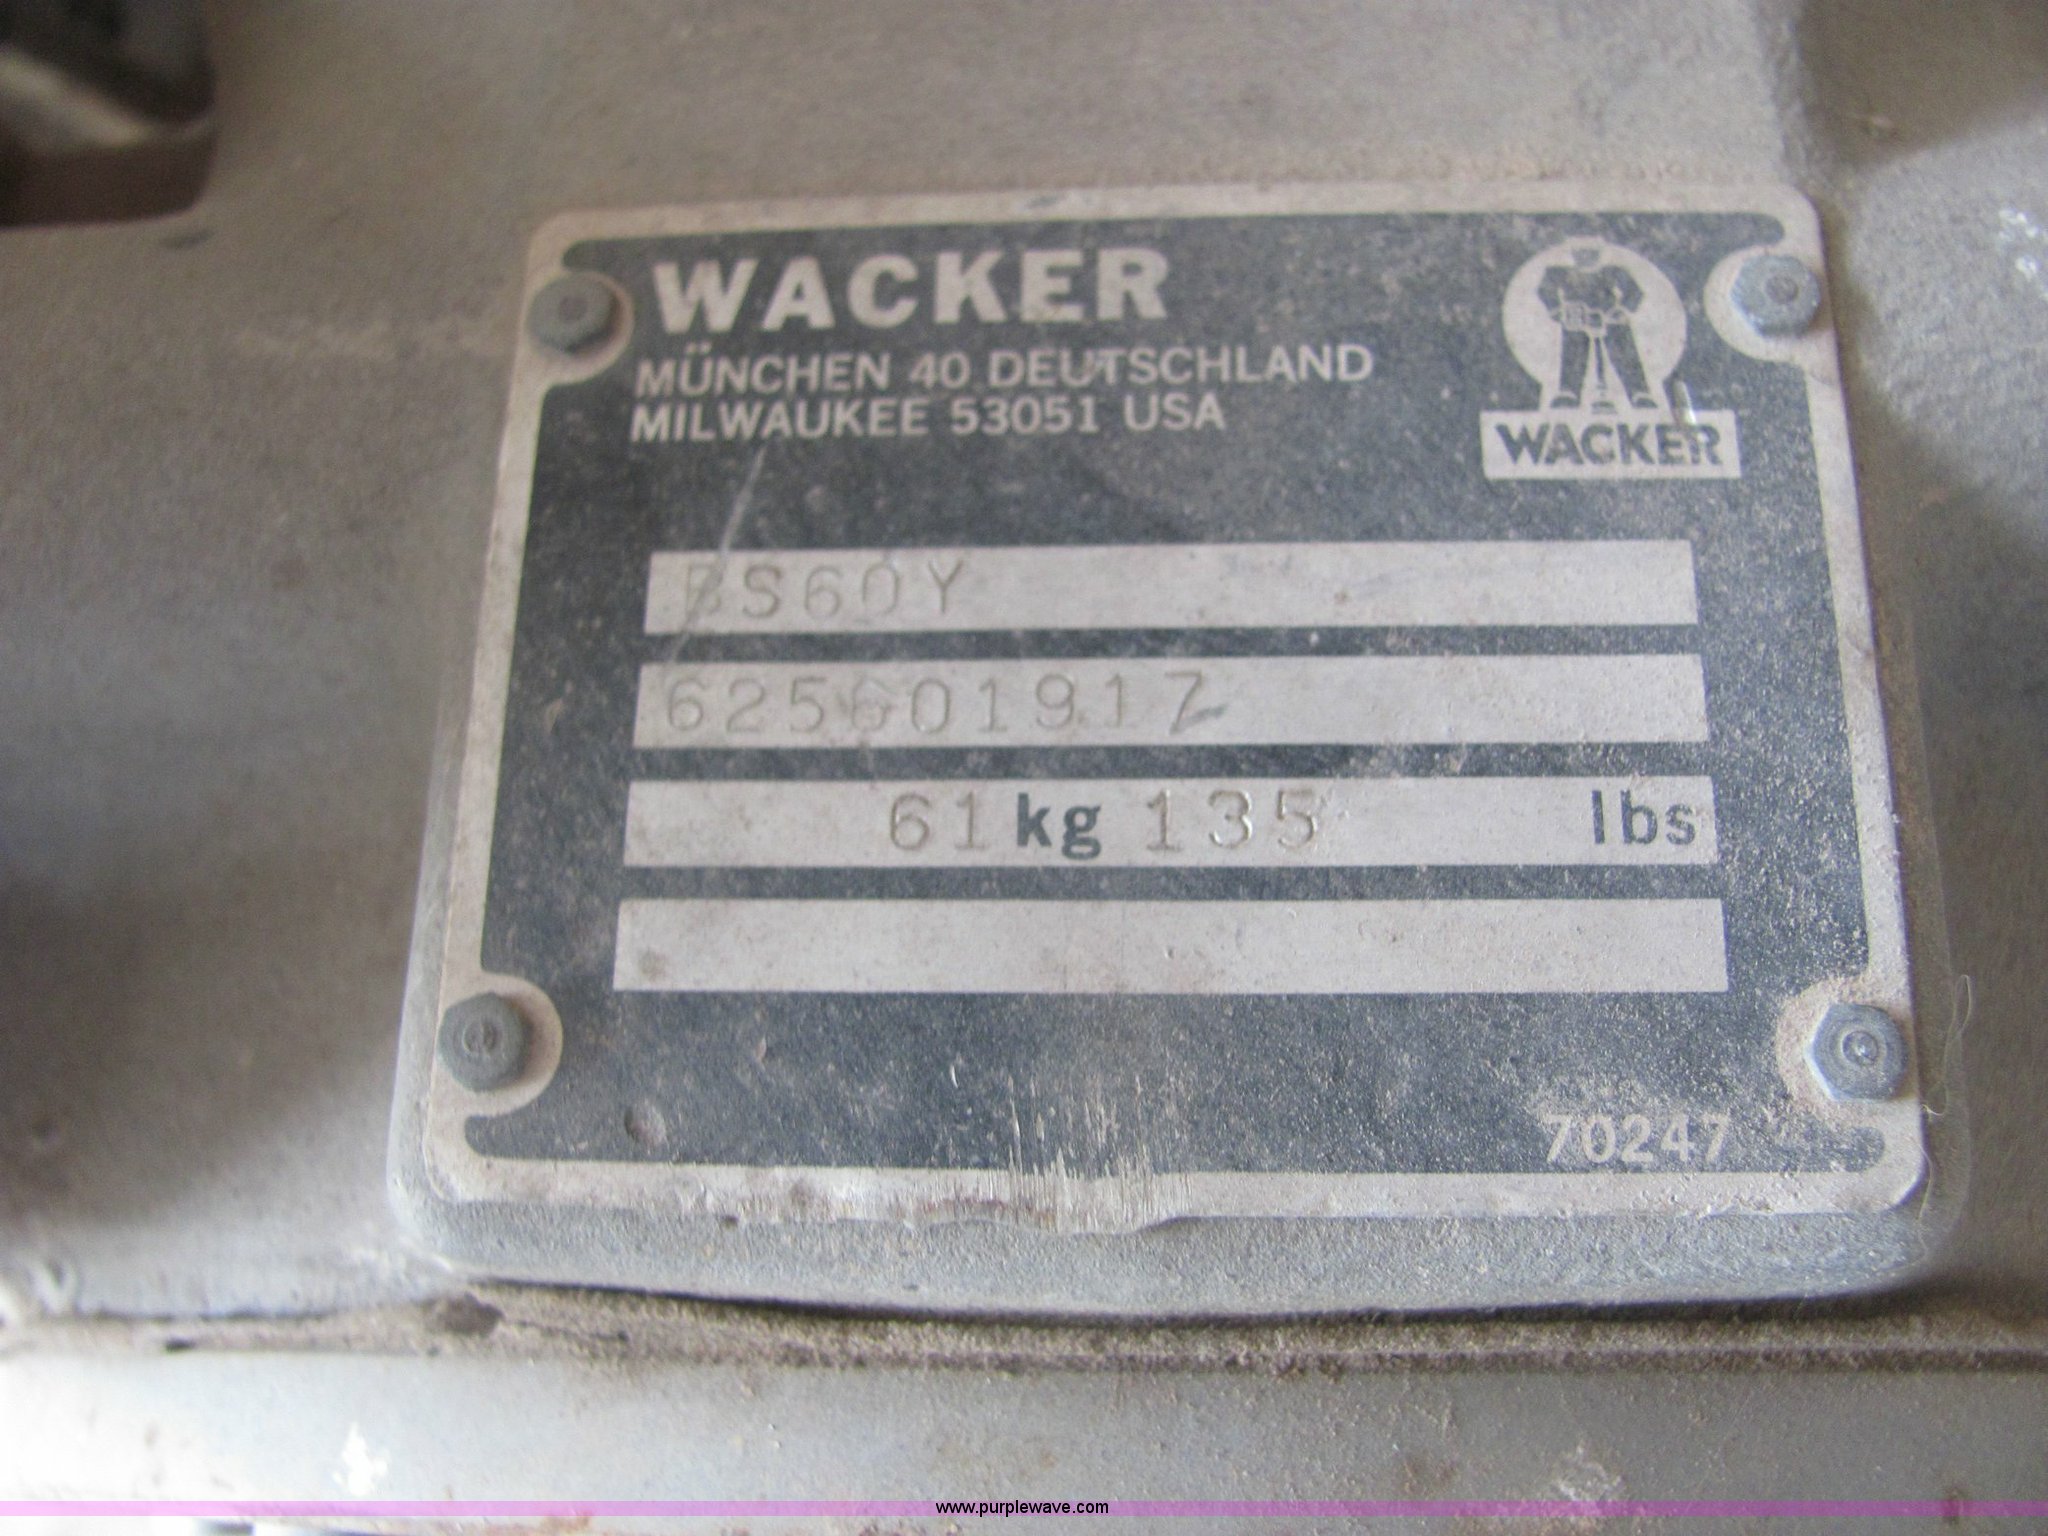 WACKER
MÜNCHEN 40 DEUTSCHLAND
MILWAUKEE 53051 USA
WACKER
BS60Y
625601917
61 kg 135 lbs
70247
www.purplewave.com